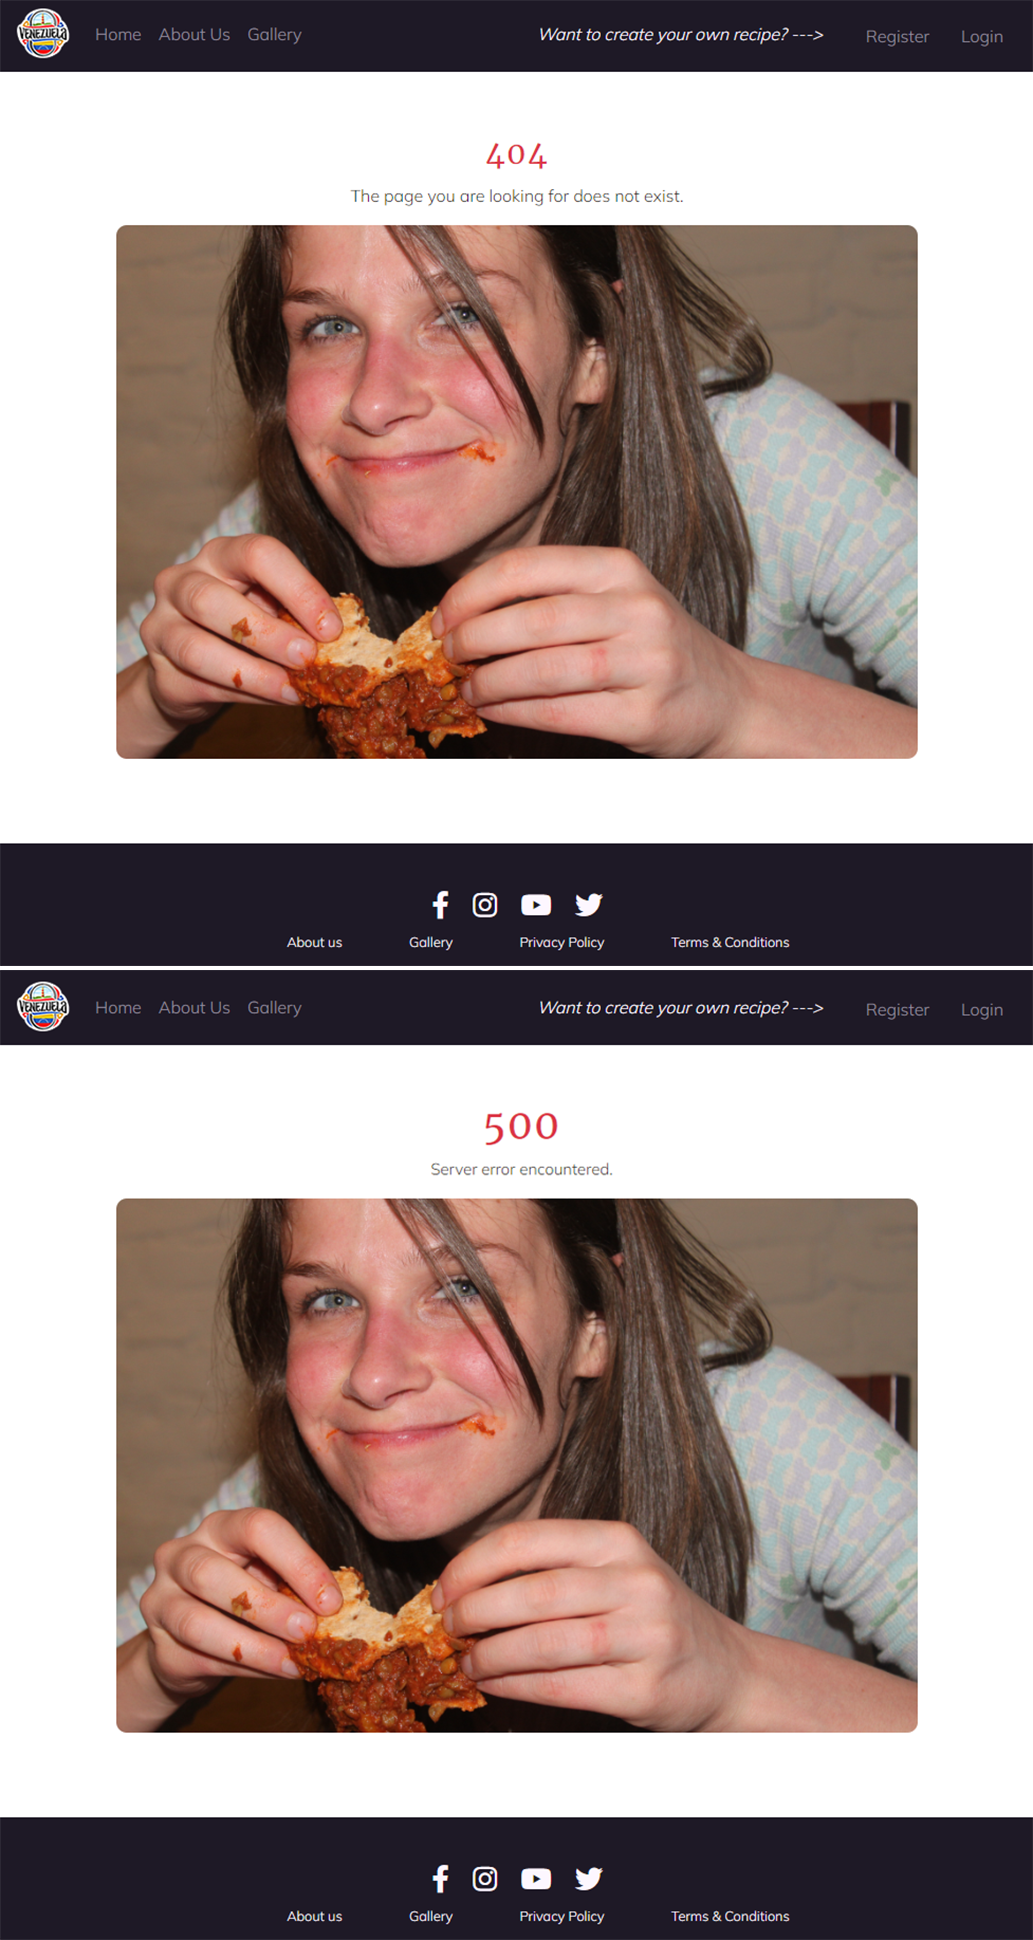 VENEZUELA
Home About Us Gallery Want to create your own recipe? ---> Register Login
404
The page you are looking for does not exist.
About us Gallery Privacy Policy Terms & Conditions
VENEZUELA
Home About Us Gallery Want to create your own recipe? ---> Register Login
500
Server error encountered.
About us Gallery Privacy Policy Terms & Conditions